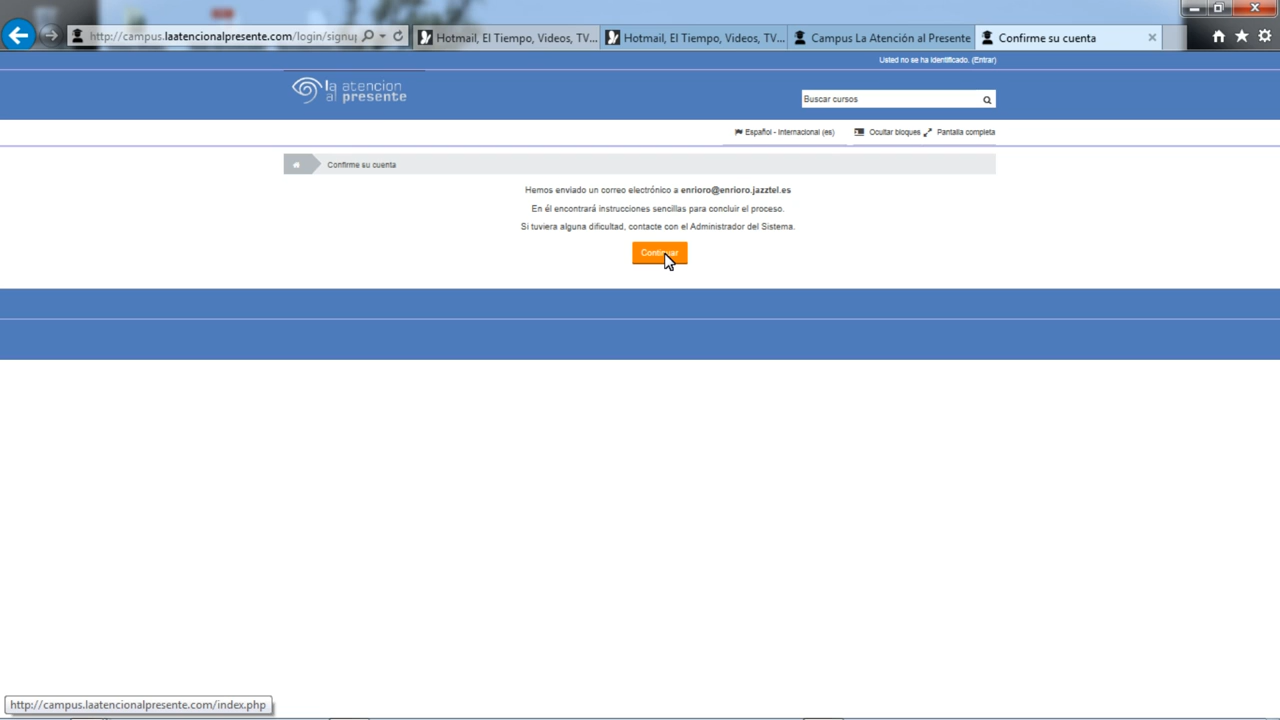 http://campus.laatencionalpresente.com/login/signu
Hotmail, El Tiempo, Videos, TV...
Hotmail, El Tiempo, Videos, TV...
Campus La Atención al Presente
Confirme su cuenta
Usted no se ha identificado. (Entrar)
la atencion
al presente
Buscar cursos
Español - Internacional (es)
Ocultar bloques
Pantalla completa
Confirme su cuenta
Hemos enviado un correo electrónico a enrioro@enrioro.jazztel.es
En él encontrará instrucciones sencillas para concluir el proceso.
Si tuviera alguna dificultad, contacte con el Administrador del Sistema.
Continuar
http://campus.laatencionalpresente.com/index.php